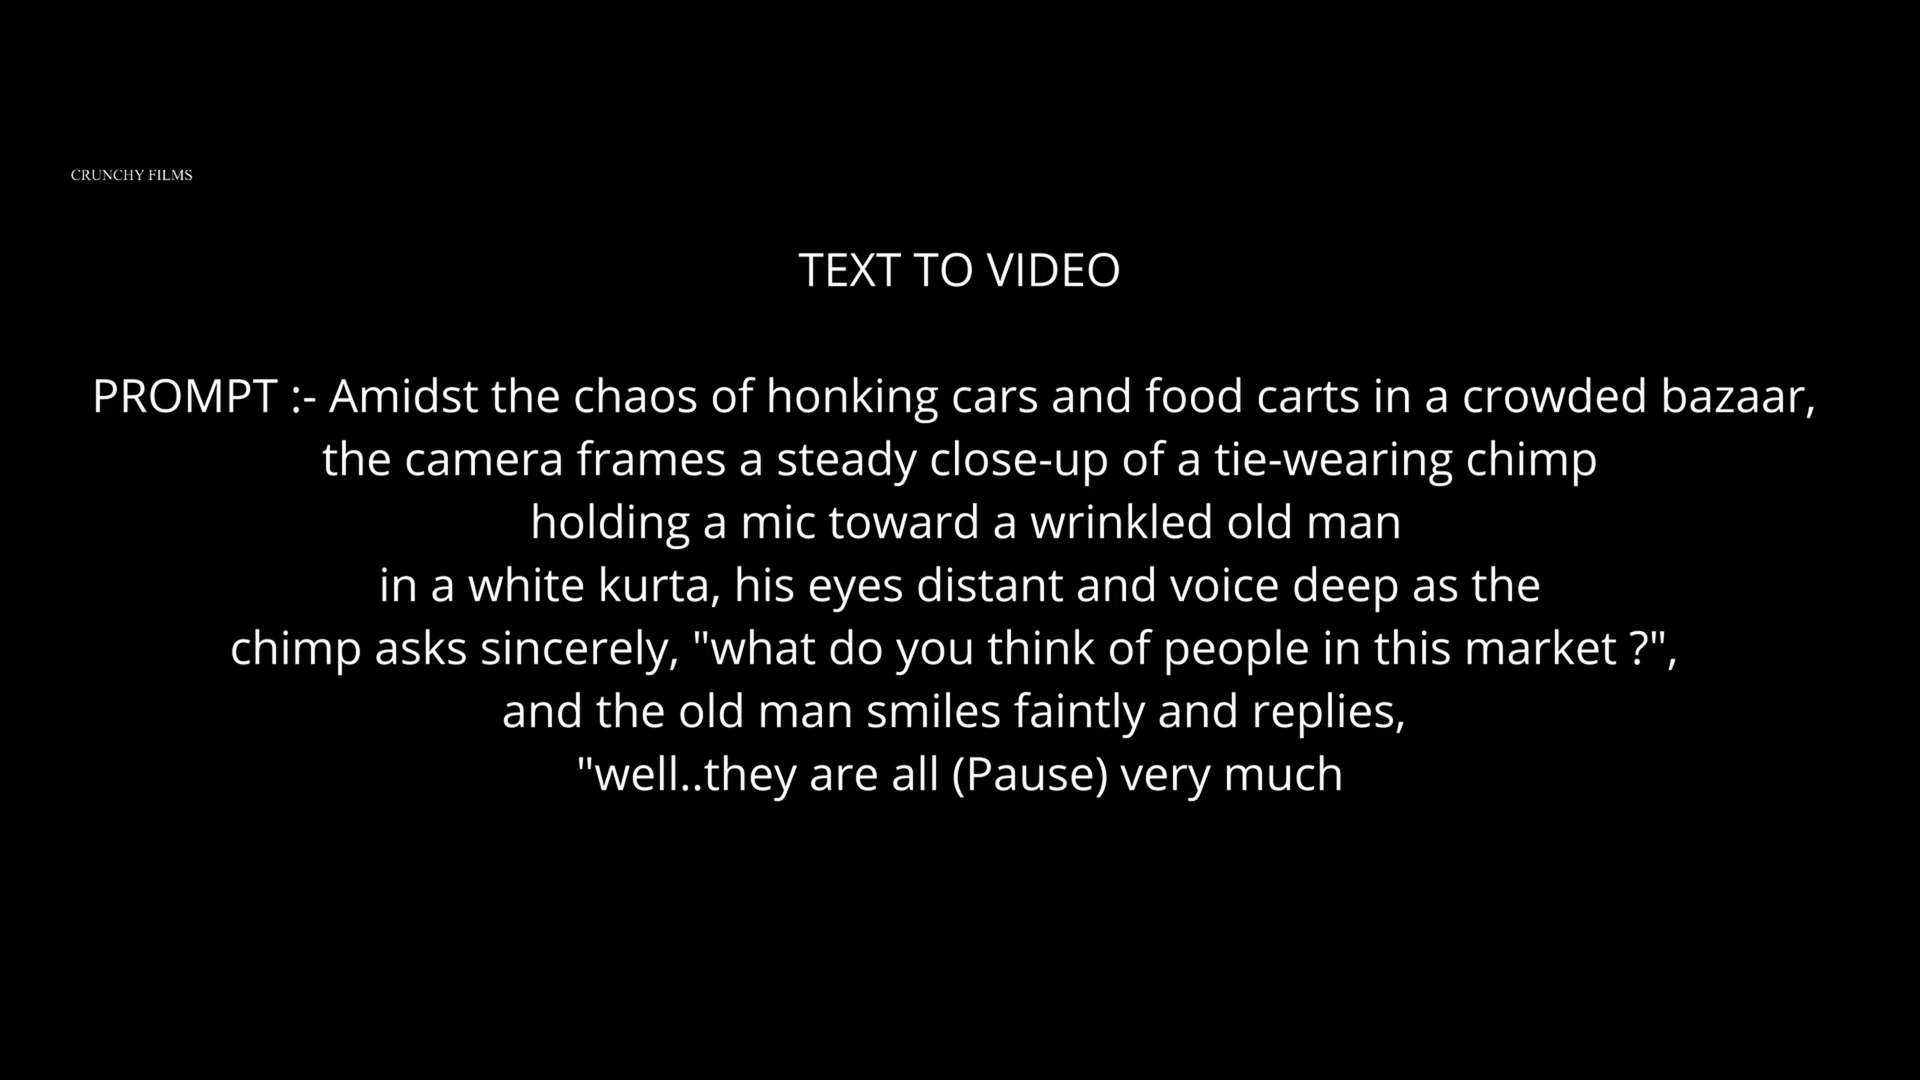 CRUNCHY FILMS
TEXT TO VIDEO
PROMPT :- Amidst the chaos of honking cars and food carts in a crowded bazaar,
the camera frames a steady close-up of a tie-wearing chimp
holding a mic toward a wrinkled old man
in a white kurta, his eyes distant and voice deep as the
chimp asks sincerely, "what do you think of people in this market ?",
and the old man smiles faintly and replies,
"well..they are all (Pause) very much